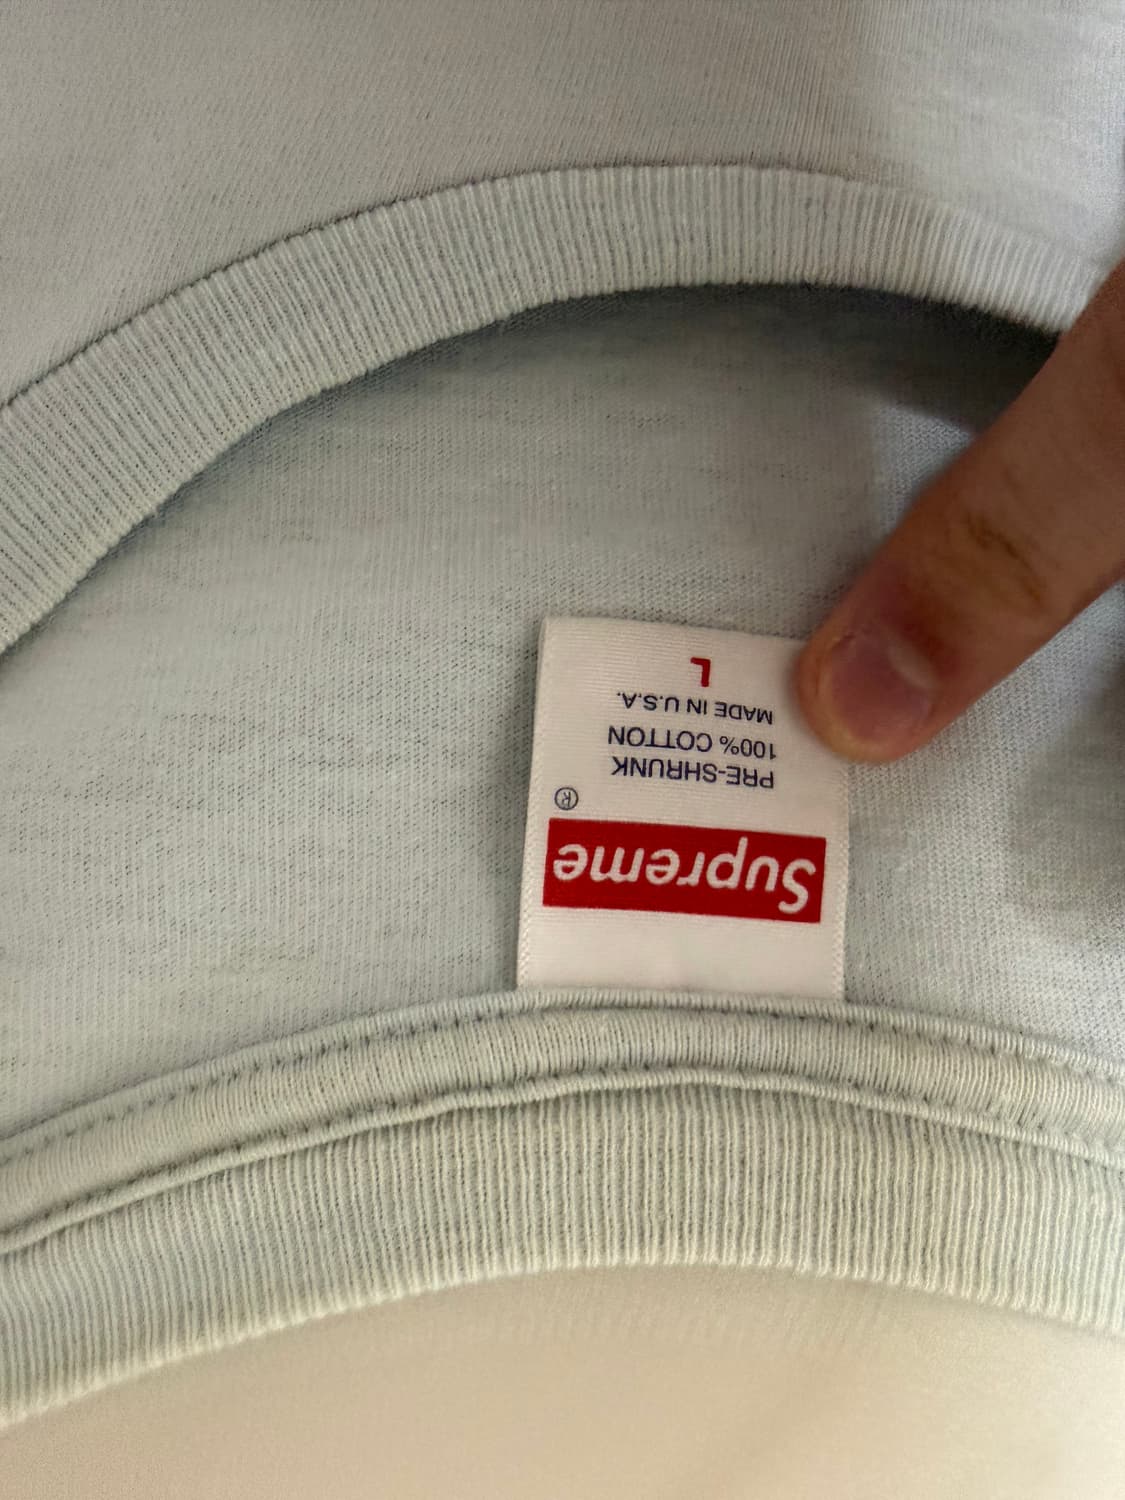 Supreme
®
PRE-SHRUNK
100% COTTON
MADE IN U.S.A.
L